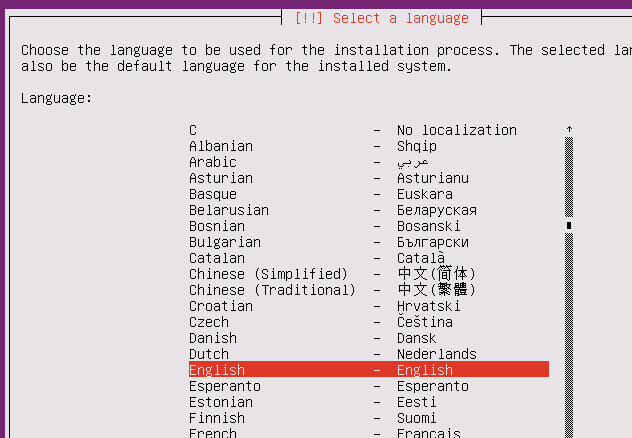 [!!] Select a language
Choose the language to be used for the installation process. The selected
also be the default language for the installed system.
Language:
C - No localization
Albanian - Shqip
Arabic - عربي
Asturian - Asturianu
Basque - Euskara
Belarusian - Беларуская
Bosnian - Bosanski
Bulgarian - Български
Catalan - Català
Chinese (Simplified) - 中文(简体)
Chinese (Traditional) - 中文(繁體)
Croatian - Hrvatski
Czech - Čeština
Danish - Dansk
Dutch - Nederlands
English - English
Esperanto - Esperanto
Estonian - Eesti
Finnish - Suomi
French - Français